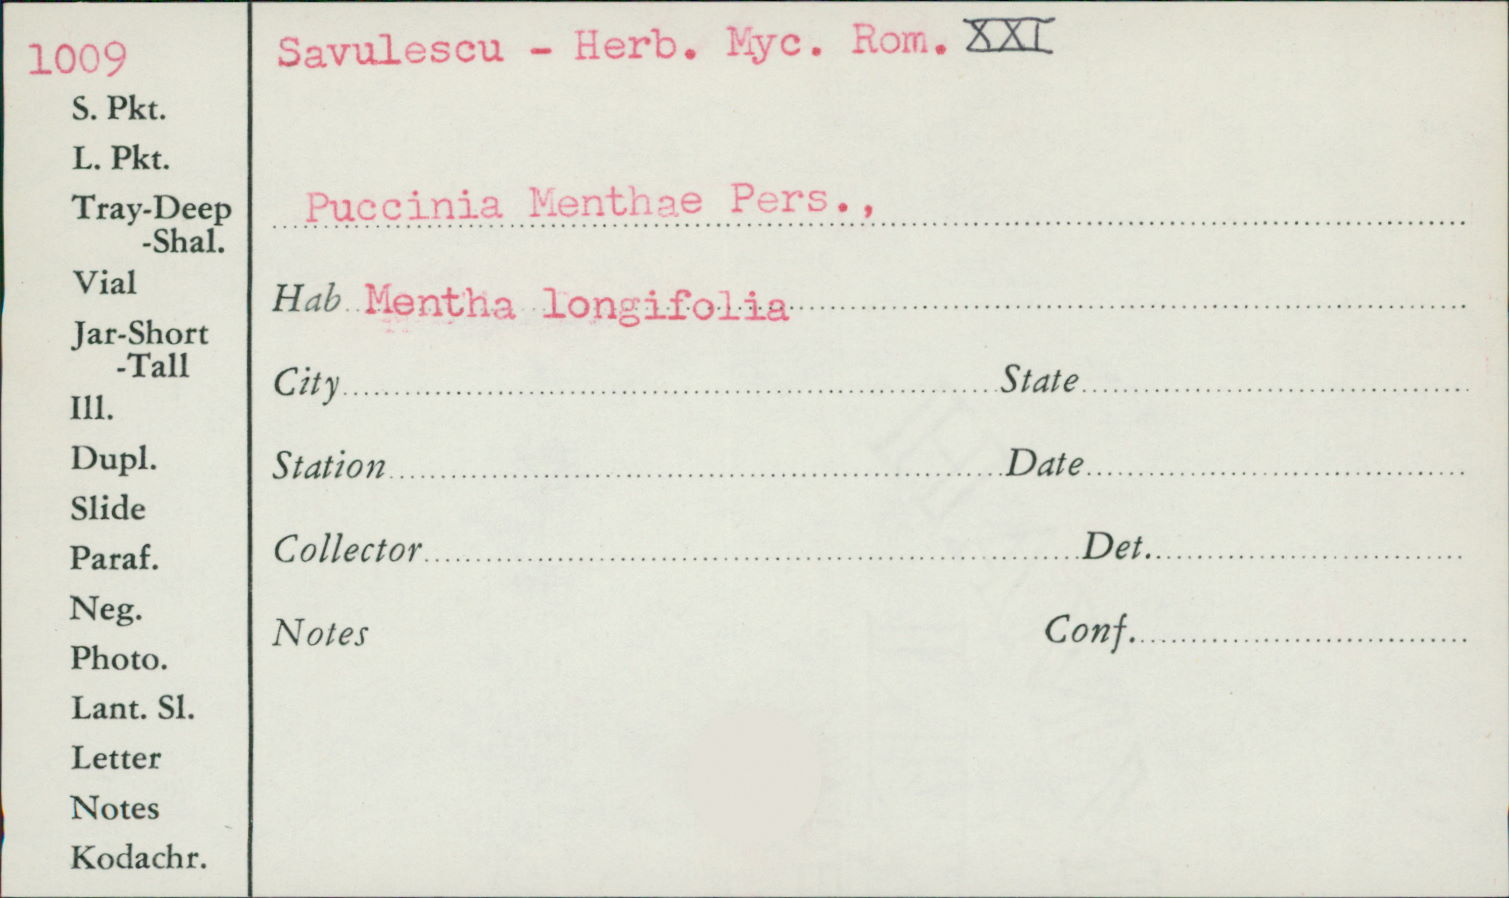 1009
S. Pkt.
L. Pkt.
Tray-Deep
-Shal.
Vial
Jar-Short
-Tall
Ill.
Dupl.
Slide
Paraf.
Neg.
Photo.
Lant. Sl.
Letter
Notes
Kodachr.
Savulescu - Herb. Myc. Rom. XXI
Puccinia Menthae Pers.,
Hab Mentha longifolia
City State
Station Date
Collector Det.
Notes Conf.